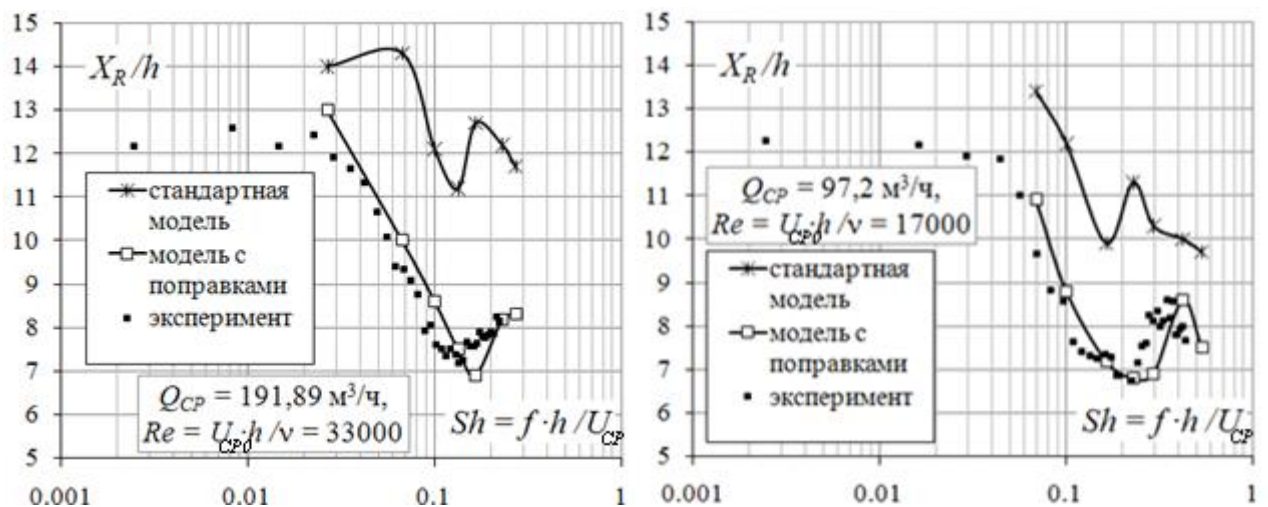 15
14
13
12
11
10
9
8
7
6
5
X_R/h
стандартная
модель
модель с
поправками
эксперимент
Q_CP = 191,89 м³/ч,
Re = U_CP0·h/ν = 33000
Sh = f·h/U_CP
0.001
0.01
0.1
1
15
14
13
12
11
10
9
8
7
6
5
X_R/h
Q_CP = 97,2 м³/ч,
Re = U_CP0·h/ν = 17000
стандартная
модель
модель с
поправками
эксперимент
Sh = f·h/U_CP
0.001
0.01
0.1
1